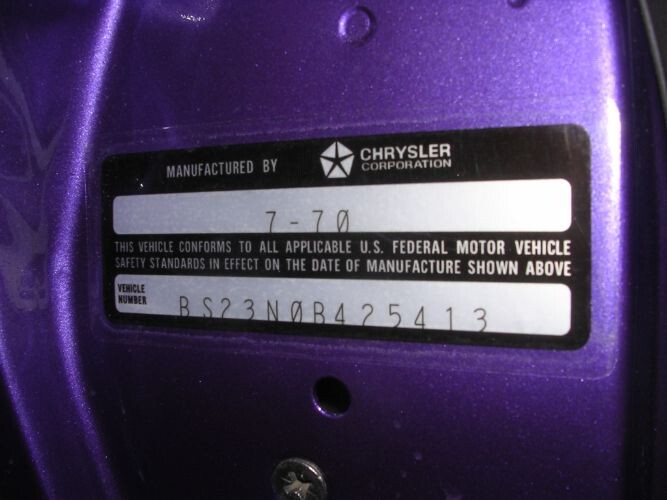 MANUFACTURED BY CHRYSLER CORPORATION
7-70
THIS VEHICLE CONFORMS TO ALL APPLICABLE U.S. FEDERAL MOTOR VEHICLE
SAFETY STANDARDS IN EFFECT ON THE DATE OF MANUFACTURE SHOWN ABOVE
VEHICLE
NUMBER
BS23N0B425413